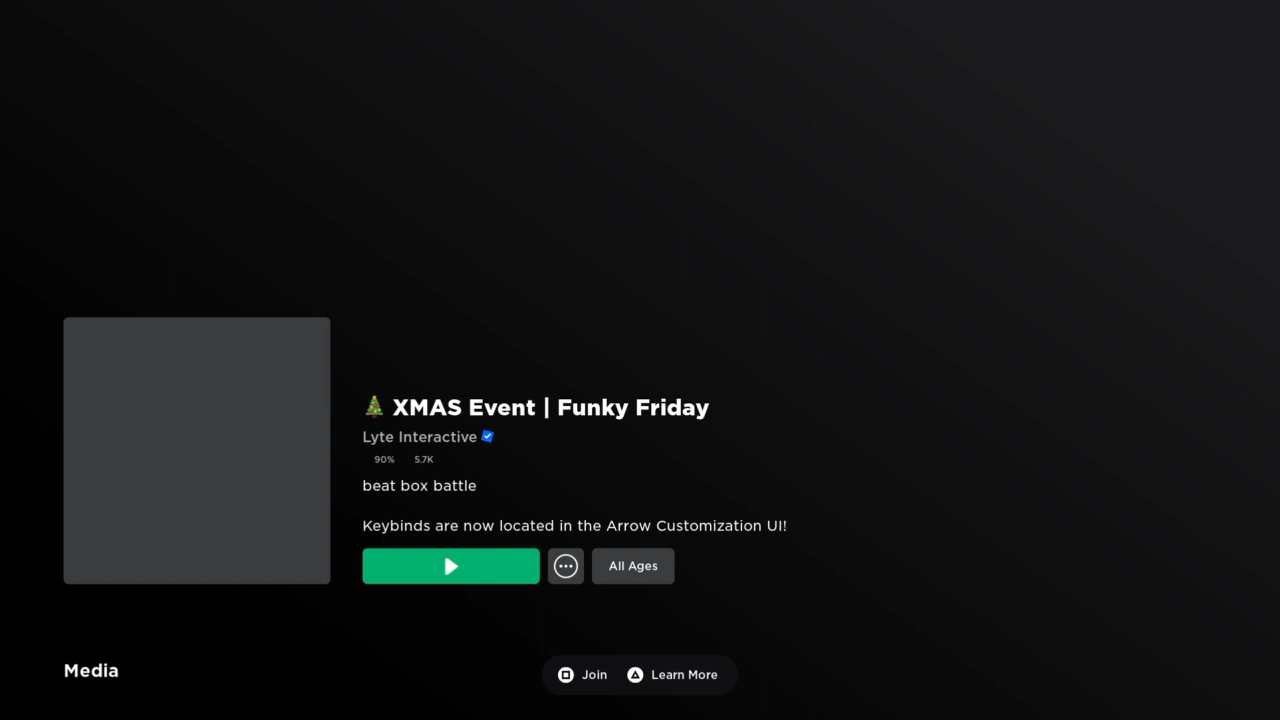 🎄 XMAS Event | Funky Friday
Lyte Interactive
90% 5.7K
beat box battle
Keybinds are now located in the Arrow Customization UI!
All Ages
Media
Join Learn More